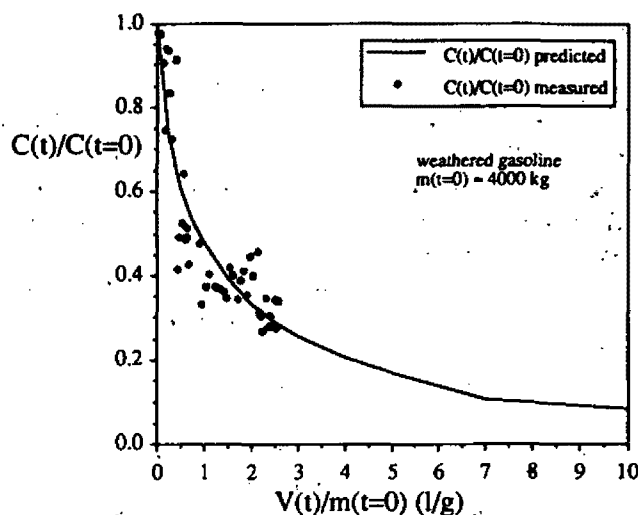 1.0
0.8
C(t)/C(t=0)
0.6
0.4
0.2
0.0
C(t)/C(t=0) predicted
C(t)/C(t=0) measured
weathered gasoline
m(t=0) = 4000 kg
0 1 2 3 4 5 6 7 8 9 10
V(t)/m(t=0) (l/g)